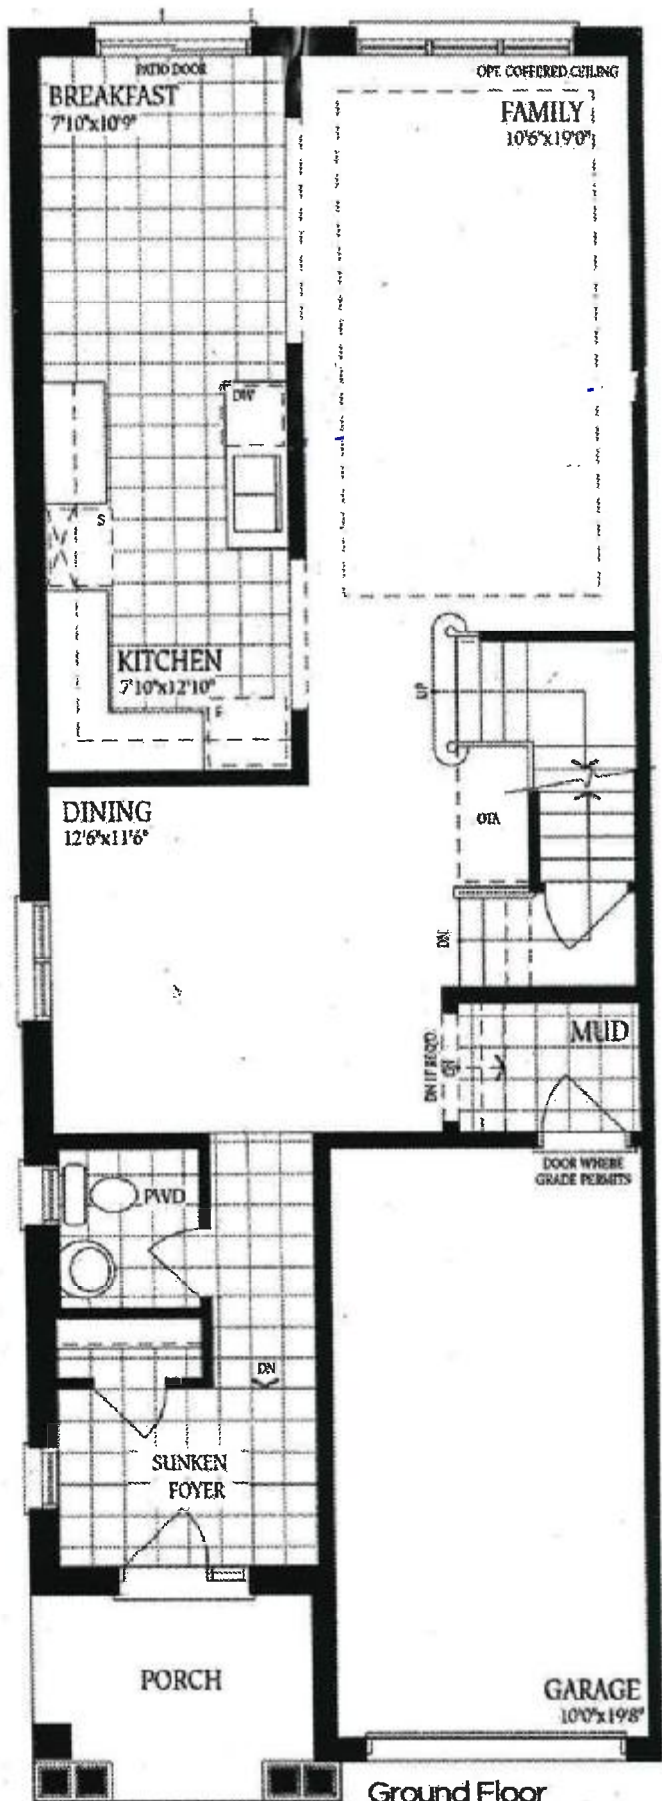 PATIO DOOR
BREAKFAST
7'10"x10'9"
OPT. COFFERED CEILING
FAMILY
10'6"x19'0"
DW
S
KITCHEN
7'10"x12'10"
F
UP
DINING
12'6"x11'6"
OTA
DN
MUD
DN IF REQD.
DN
DOOR WHERE
GRADE PERMITS
PWD
DN
SUNKEN
FOYER
PORCH
GARAGE
10'0"x19'8"
Ground Floor